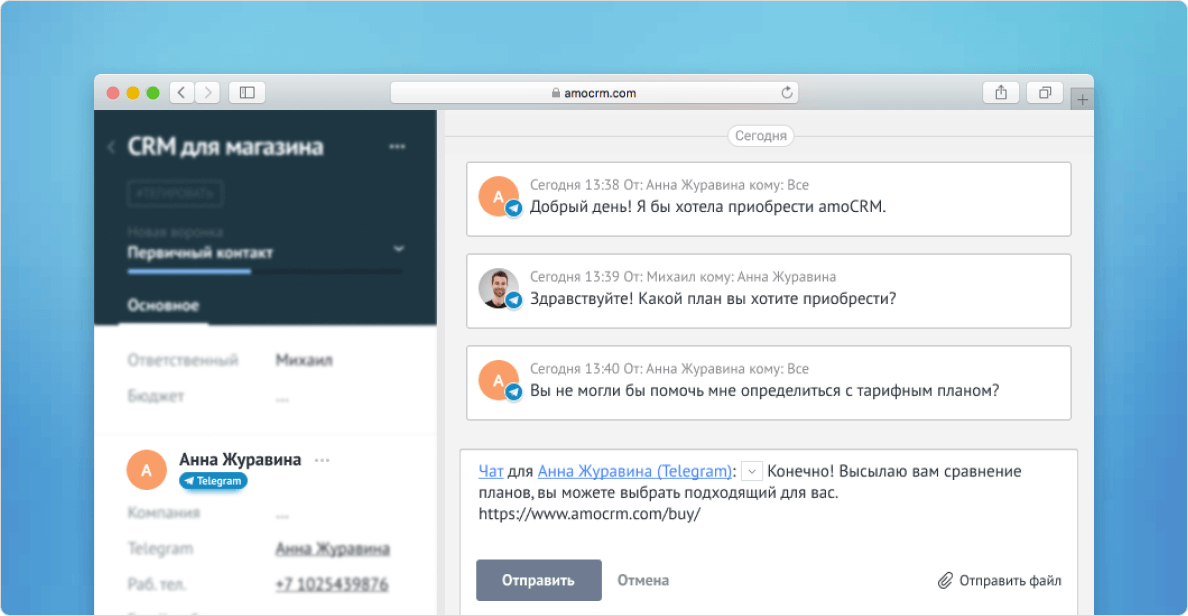 amocrm.com
CRM для магазина
#ТЕГИРОВАТЬ
Новая воронка
Первичный контакт
Основное
Ответственный Михаил
Бюджет ...
А
Анна Журавина ...
Telegram
Компания ...
Telegram Анна Журавина
Раб. тел. +7 1025439876
Сегодня
А
Сегодня 13:38 От: Анна Журавина кому: Все
Добрый день! Я бы хотела приобрести amoCRM.
Сегодня 13:39 От: Михаил кому: Анна Журавина
Здравствуйте! Какой план вы хотите приобрести?
А
Сегодня 13:40 От: Анна Журавина кому: Все
Вы не могли бы помочь мне определиться с тарифным планом?
Чат для Анна Журавина (Telegram): Конечно! Высылаю вам сравнение
планов, вы можете выбрать подходящий для вас.
https://www.amocrm.com/buy/
Отправить Отмена Отправить файл